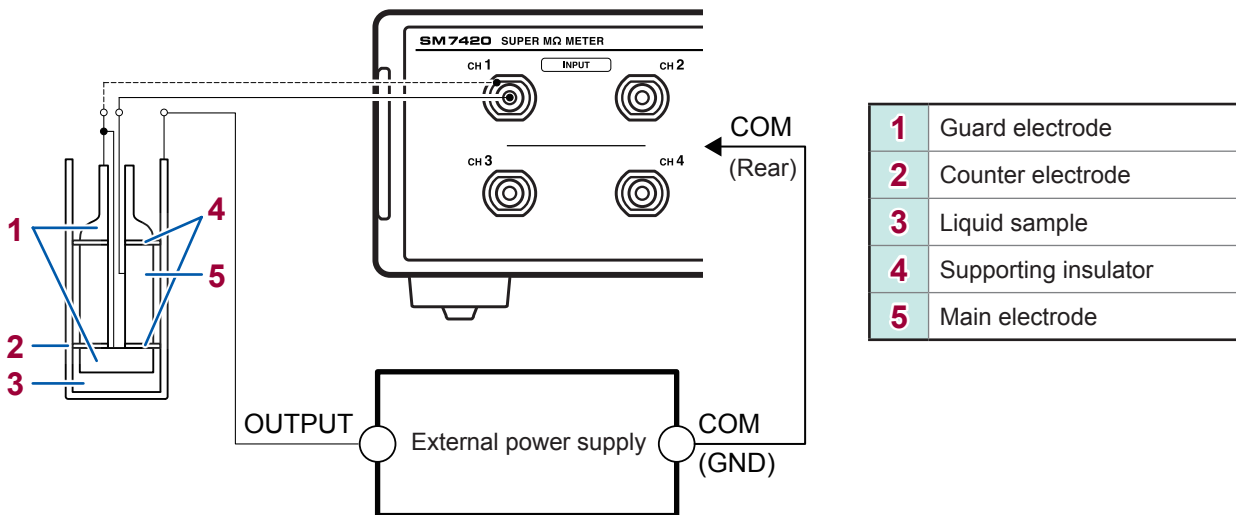 SM7420 SUPER MΩ METER
CH 1
INPUT
CH 2
CH 3
CH 4
COM
(Rear)
1
4
5
2
3
OUTPUT
External power supply
COM
(GND)
1 Guard electrode
2 Counter electrode
3 Liquid sample
4 Supporting insulator
5 Main electrode